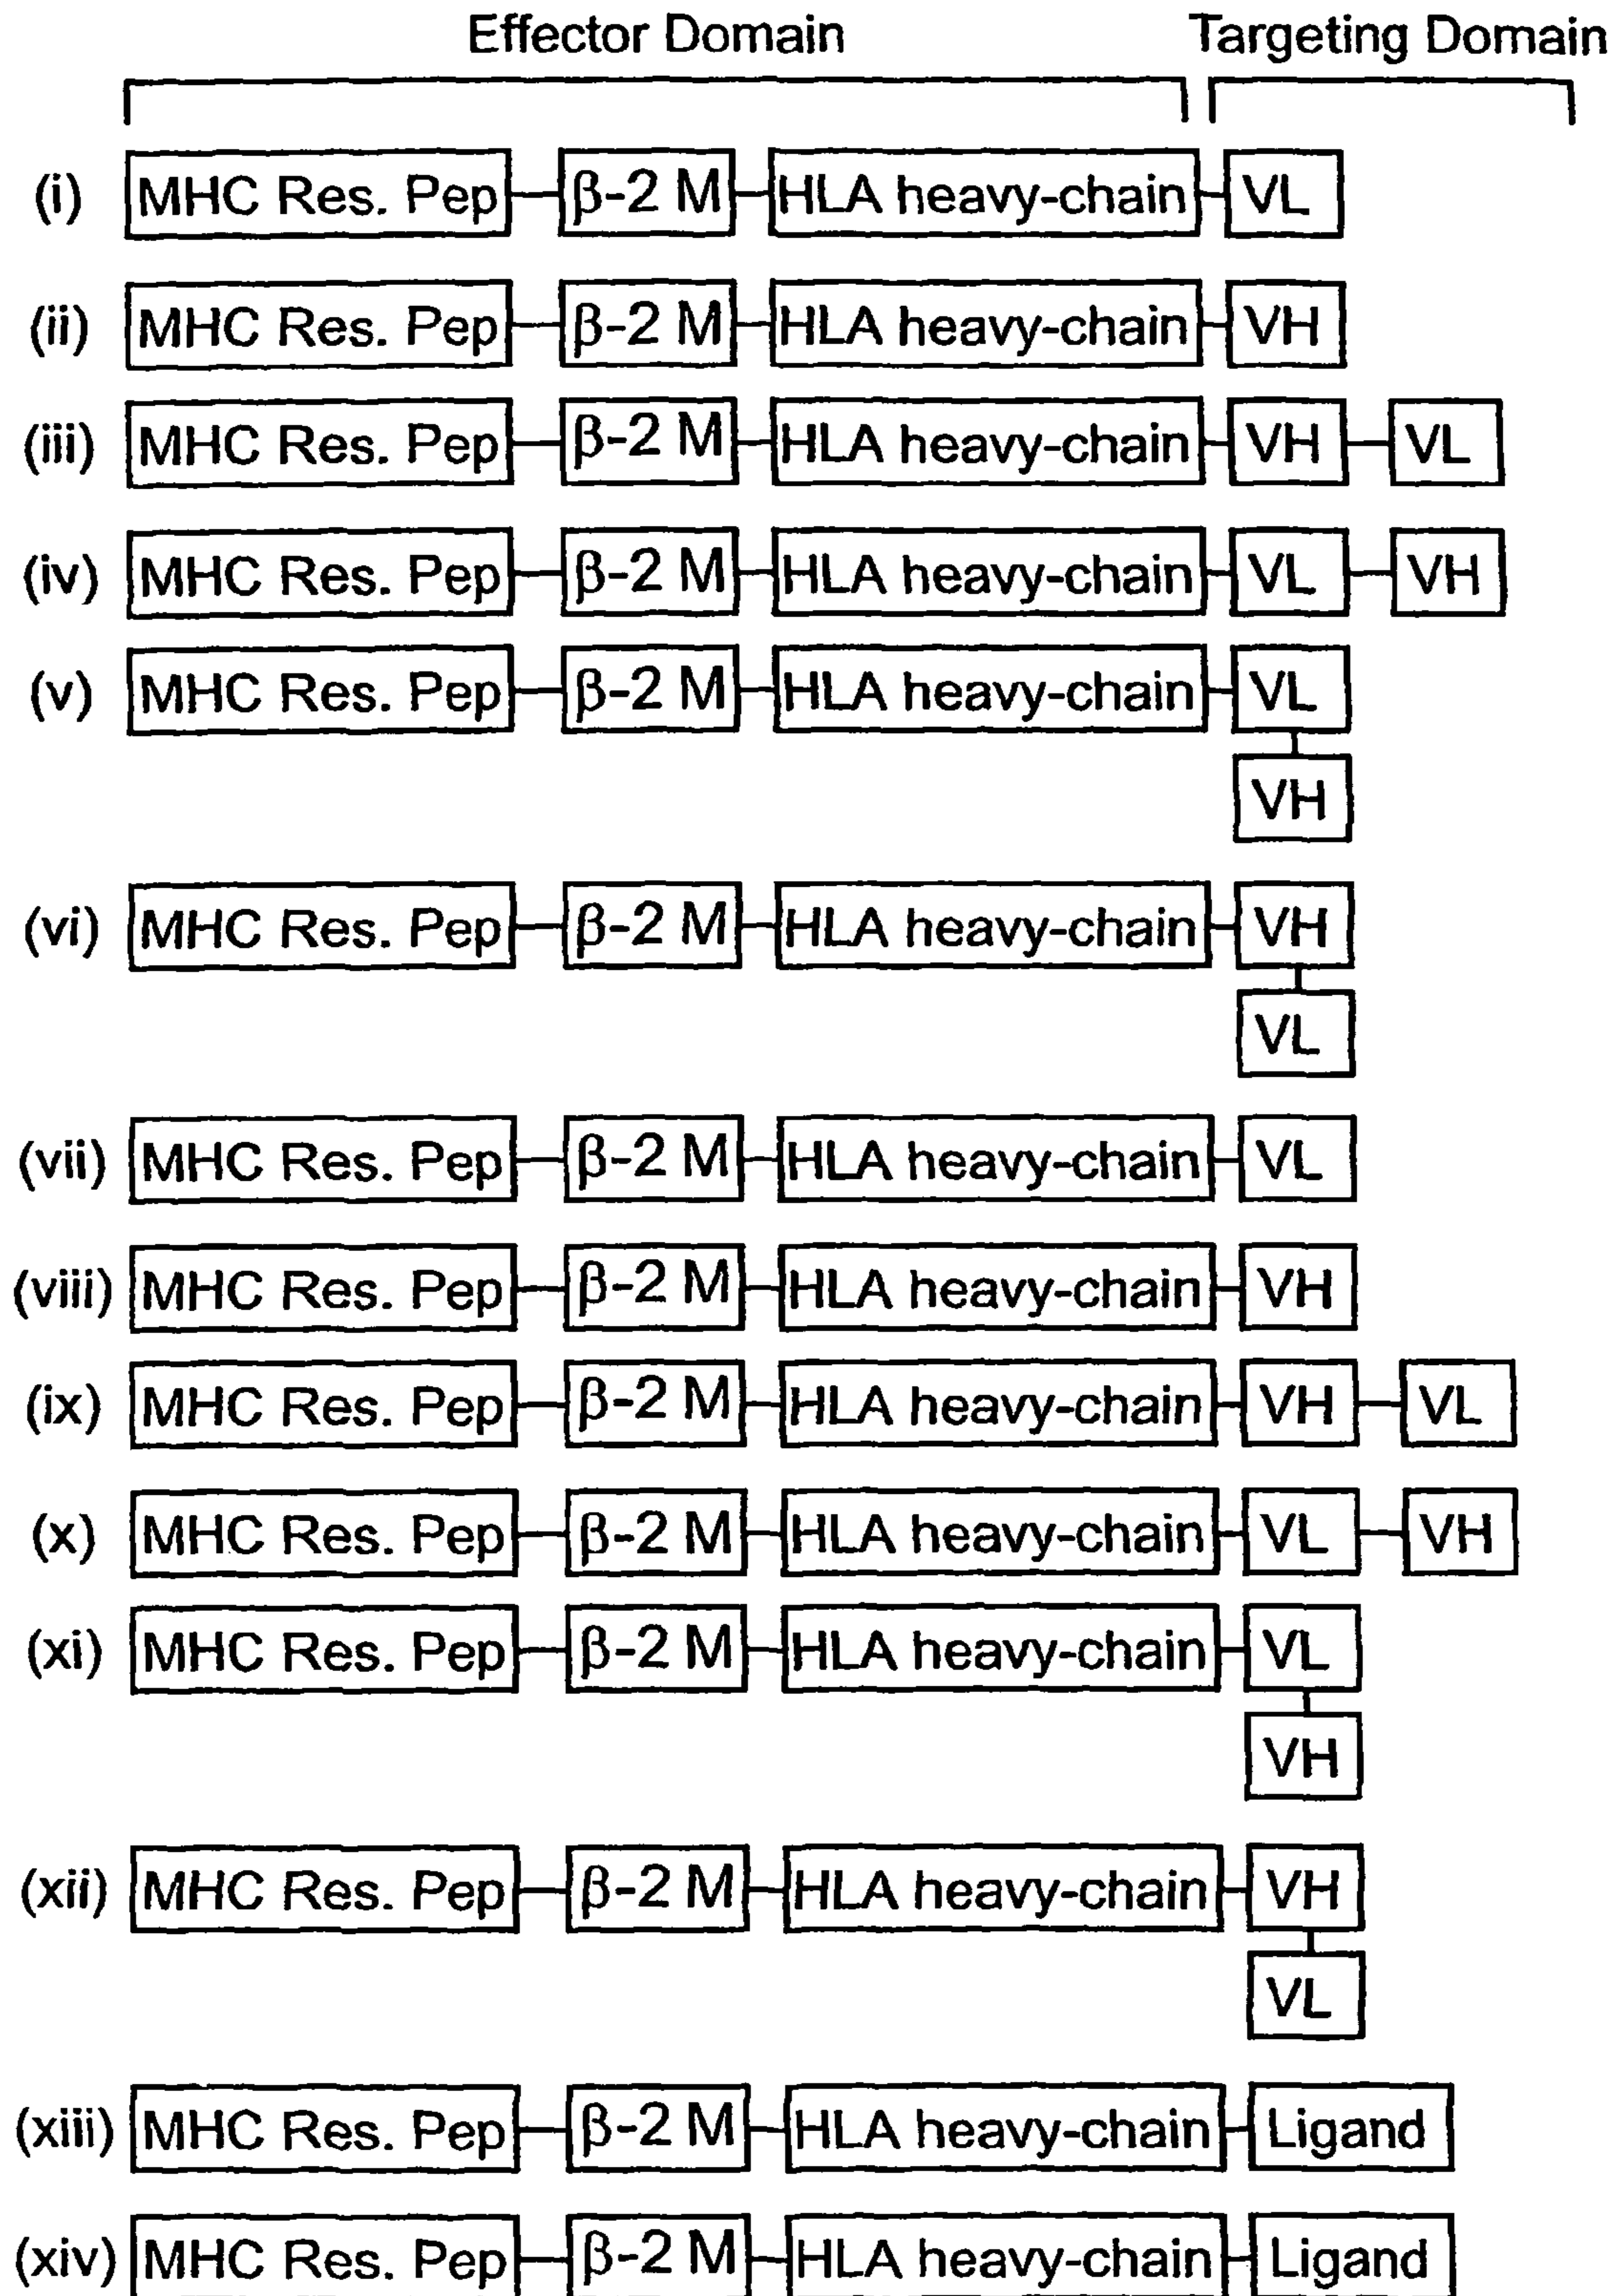 Effector Domain Targeting Domain
(i) MHC Res. Pep β-2 M HLA heavy-chain VL
(ii) MHC Res. Pep β-2 M HLA heavy-chain VH
(iii) MHC Res. Pep β-2 M HLA heavy-chain VH VL
(iv) MHC Res. Pep β-2 M HLA heavy-chain VL VH
(v) MHC Res. Pep β-2 M HLA heavy-chain VL
VH
(vi) MHC Res. Pep β-2 M HLA heavy-chain VH
VL
(vii) MHC Res. Pep β-2 M HLA heavy-chain VL
(viii) MHC Res. Pep β-2 M HLA heavy-chain VH
(ix) MHC Res. Pep β-2 M HLA heavy-chain VH VL
(x) MHC Res. Pep β-2 M HLA heavy-chain VL VH
(xi) MHC Res. Pep β-2 M HLA heavy-chain VL
VH
(xii) MHC Res. Pep β-2 M HLA heavy-chain VH
VL
(xiii) MHC Res. Pep β-2 M HLA heavy-chain Ligand
(xiv) MHC Res. Pep β-2 M HLA heavy-chain Ligand